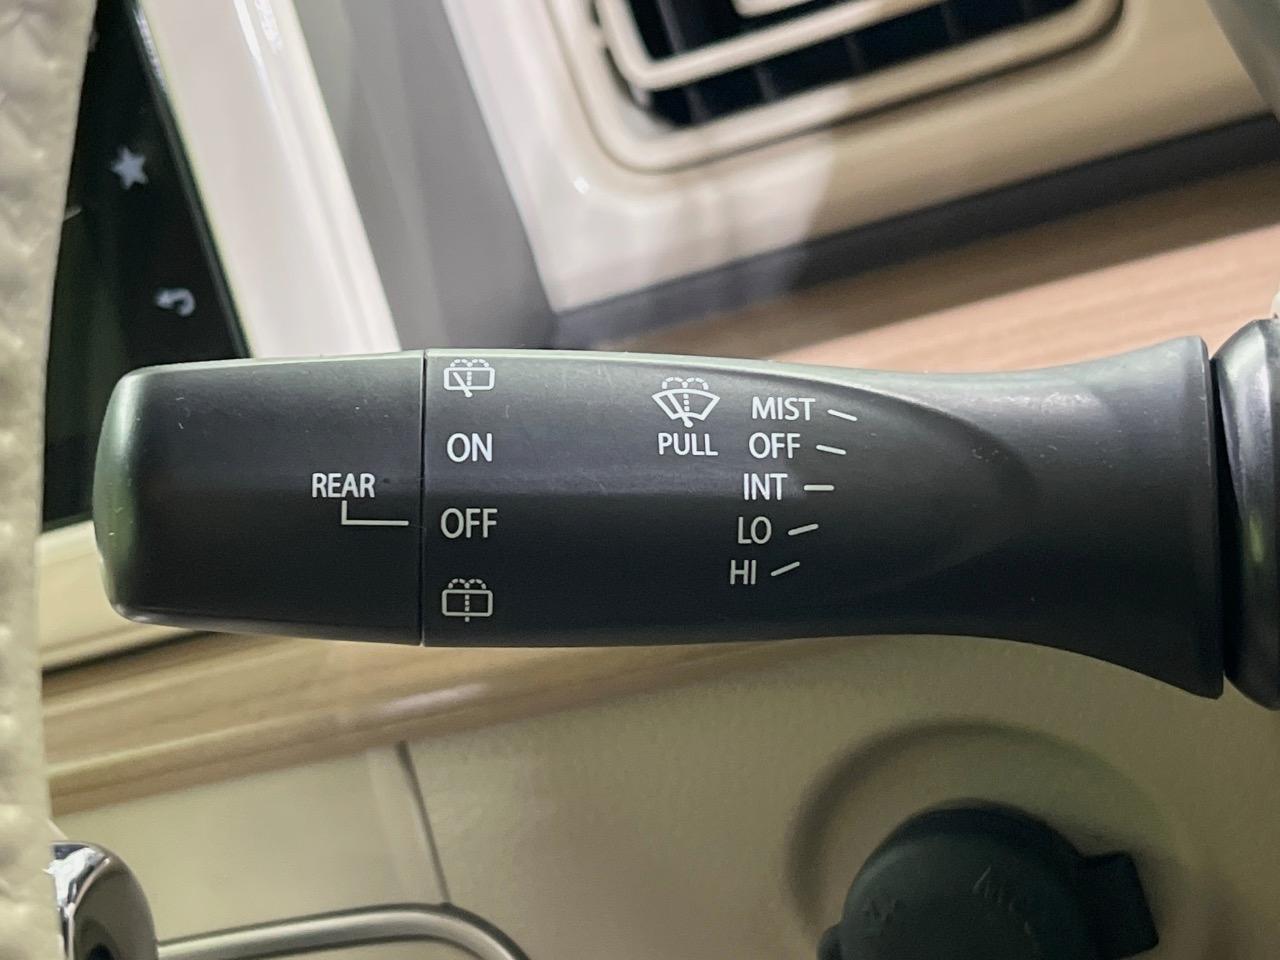 REAR
ON
OFF
PULL
MIST
OFF
INT
LO
HI